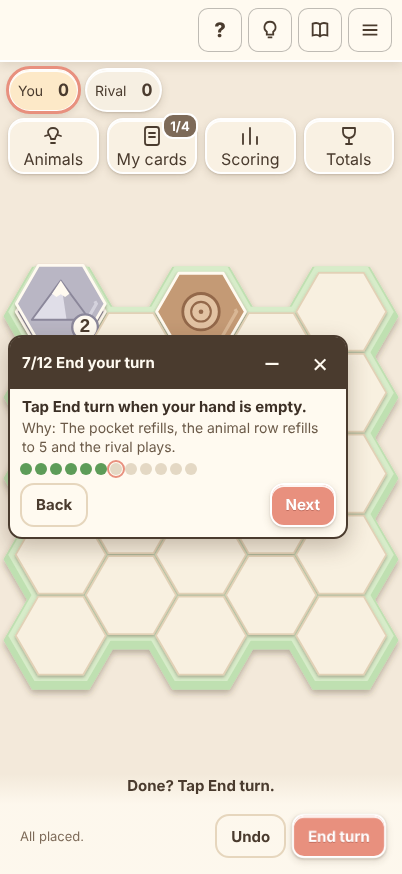 ?
You 0
Rival 0
Animals
My cards 1/4
Scoring
Totals
2
7/12 End your turn
Tap End turn when your hand is empty.
Why: The pocket refills, the animal row refills
to 5 and the rival plays.
Back
Next
Done? Tap End turn.
All placed.
Undo
End turn